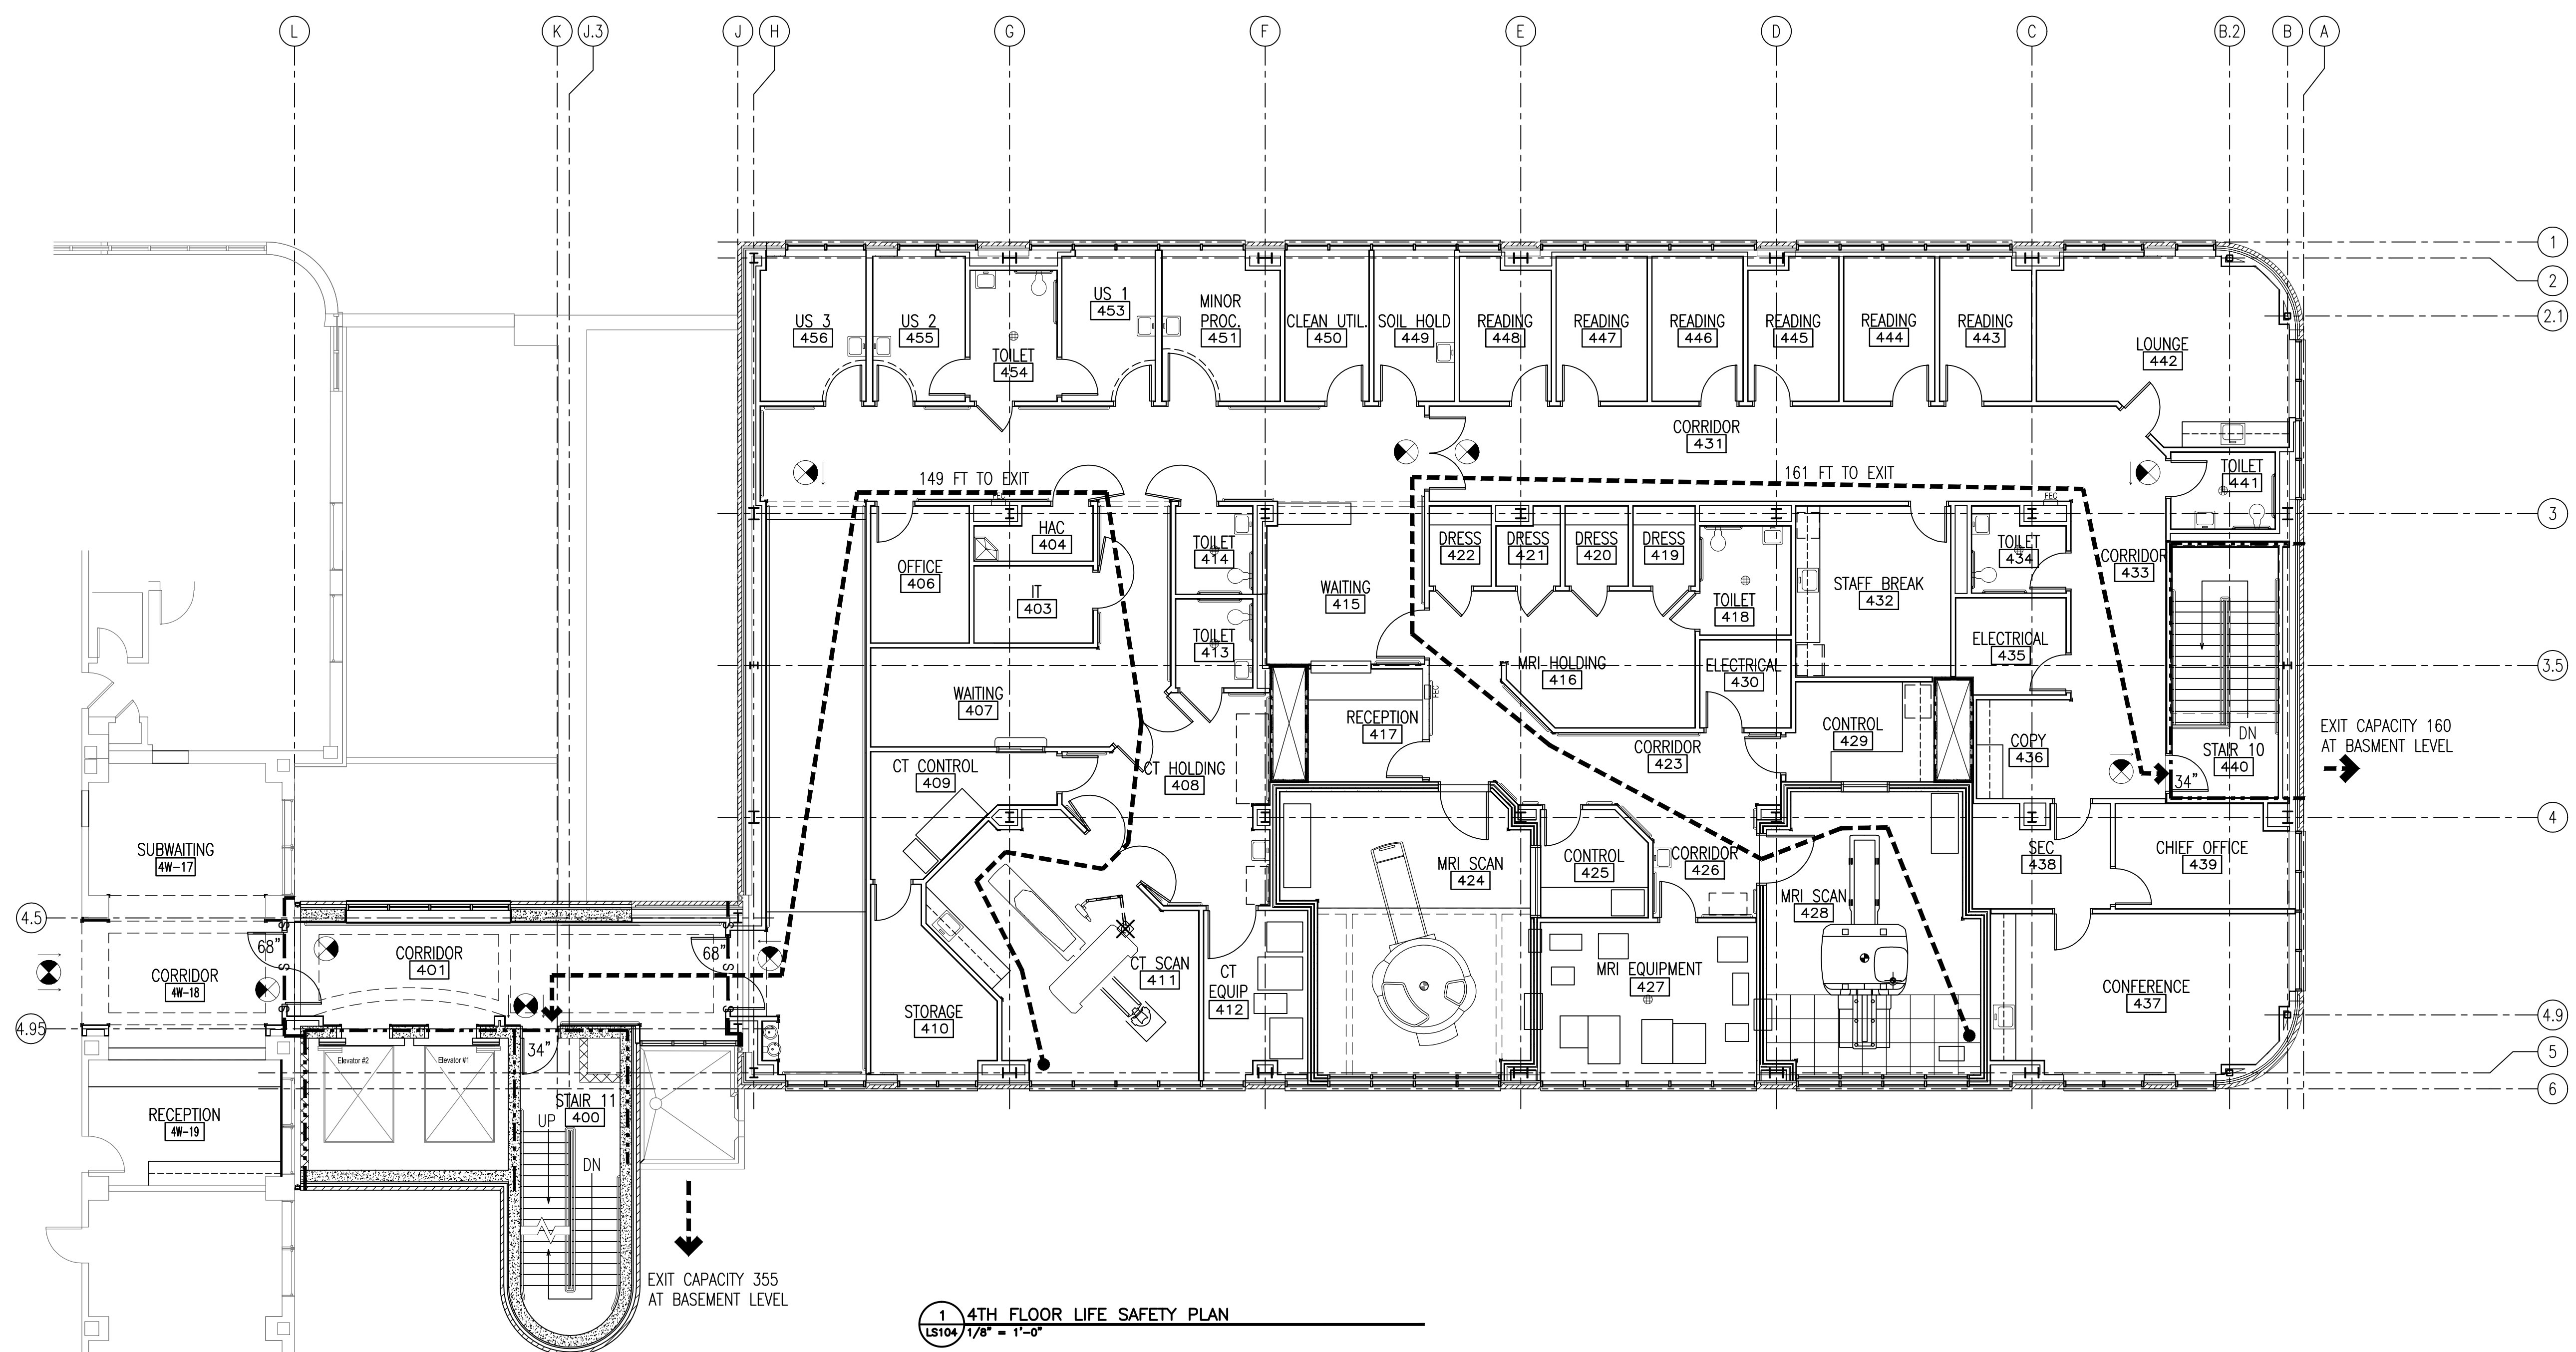 L
K
J.3
J
H
G
F
E
D
C
B.2
B
A
1
2
2.1
3
3.5
4
4.9
5
6
4.5
4.95
US 3
456
US 2
455
TOILET
454
US 1
453
MINOR
PROC.
451
CLEAN UTIL.
450
SOIL HOLD
449
READING
448
READING
447
READING
446
READING
445
READING
444
READING
443
LOUNGE
442
CORRIDOR
431
TOILET
441
149 FT TO EXIT
FEC
161 FT TO EXIT
FEC
HAC
404
OFFICE
406
IT
403
TOILET
414
TOILET
413
WAITING
415
DRESS
422
DRESS
421
DRESS
420
DRESS
419
TOILET
418
STAFF BREAK
432
TOILET
434
CORRIDOR
433
ELECTRICAL
435
MRI HOLDING
416
ELECTRICAL
430
WAITING
407
FEC
RECEPTION
417
CONTROL
429
COPY
436
DN
STAIR 10
440
34"
EXIT CAPACITY 160
AT BASMENT LEVEL
CORRIDOR
423
CT CONTROL
409
CT HOLDING
408
SUBWAITING
4W-17
MRI SCAN
424
CONTROL
425
CORRIDOR
426
MRI SCAN
428
SEC
438
CHIEF OFFICE
439
68"
S
S
S
CORRIDOR
401
68"
S
S
S
CORRIDOR
4W-18
CT SCAN
411
CT
EQUIP
412
MRI EQUIPMENT
427
CONFERENCE
437
STORAGE
410
Elevator #2
Elevator #1
34"
STAIR 11
400
UP
DN
RECEPTION
4W-19
EXIT CAPACITY 355
AT BASEMENT LEVEL
1
LS104
4TH FLOOR LIFE SAFETY PLAN
1/8" = 1'-0"